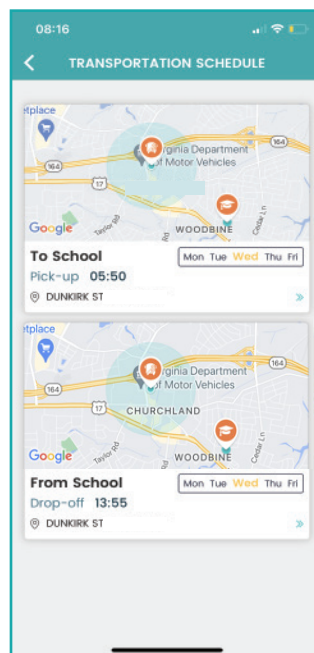 08:16
TRANSPORTATION SCHEDULE
etplace
164
rginia Department
of Motor Vehicles
164
17
Google
Taylor Rd
WOODBINE
Cedar Ln
To School
Mon Tue Wed Thu Fri
Pick-up 05:50
DUNKIRK ST
etplace
rginia Department
of Motor Vehicles
164
164
17
CHURCHLAND
Google
Taylor Rd
WOODBINE
Cedar Ln
From School
Mon Tue Wed Thu Fri
Drop-off 13:55
DUNKIRK ST